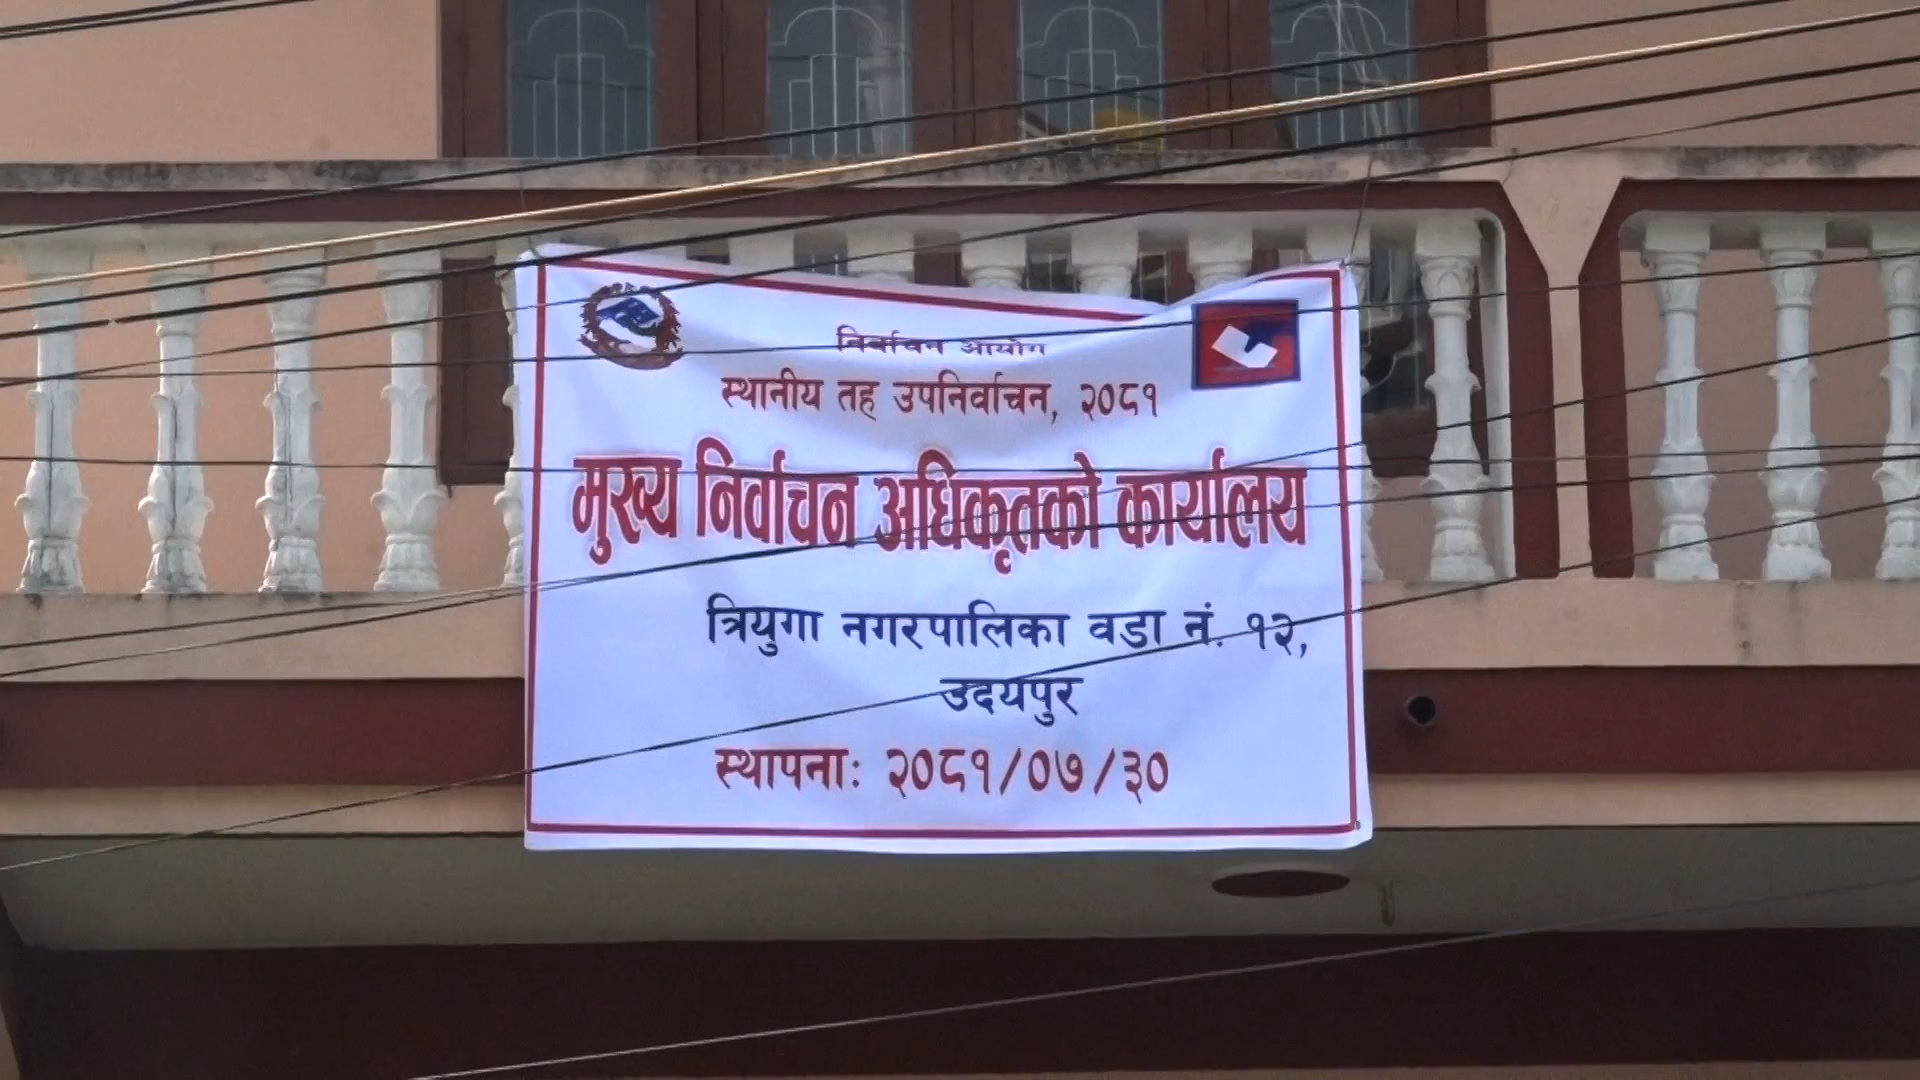 निर्वाचन आयोग
स्थानीय तह उपनिर्वाचन, २०८१
मुख्य निर्वाचन अधिकृतको कार्यालय
त्रियुगा नगरपालिका वडा नं. १२,
उदयपुर
स्थापनाः २०८१/०७/३०